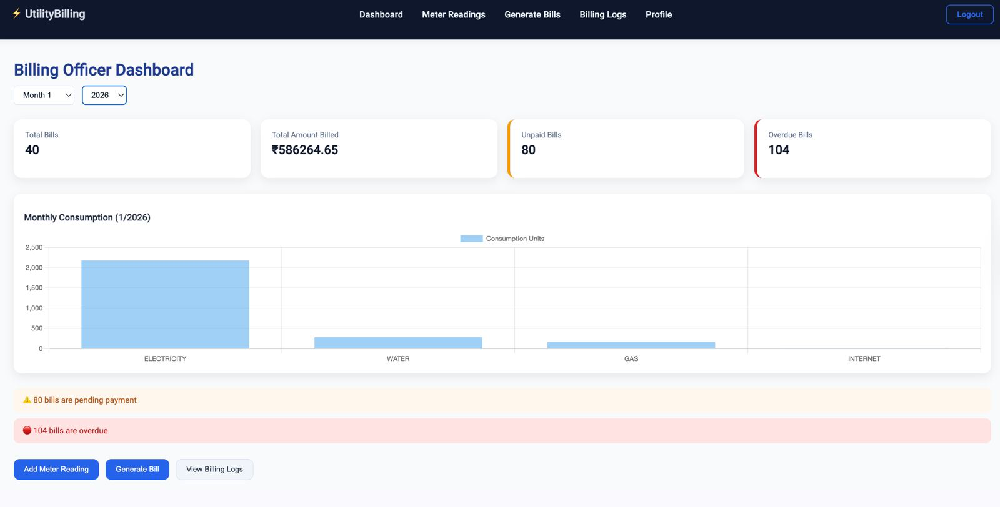 ⚡ UtilityBilling
Dashboard Meter Readings Generate Bills Billing Logs Profile
Logout
Billing Officer Dashboard
Month 1 2026
Total Bills
40
Total Amount Billed
₹586264.65
Unpaid Bills
80
Overdue Bills
104
Monthly Consumption (1/2026)
Consumption Units
2,500
2,000
1,500
1,000
500
0
ELECTRICITY WATER GAS INTERNET
⚠️ 80 bills are pending payment
🔴 104 bills are overdue
Add Meter Reading Generate Bill View Billing Logs